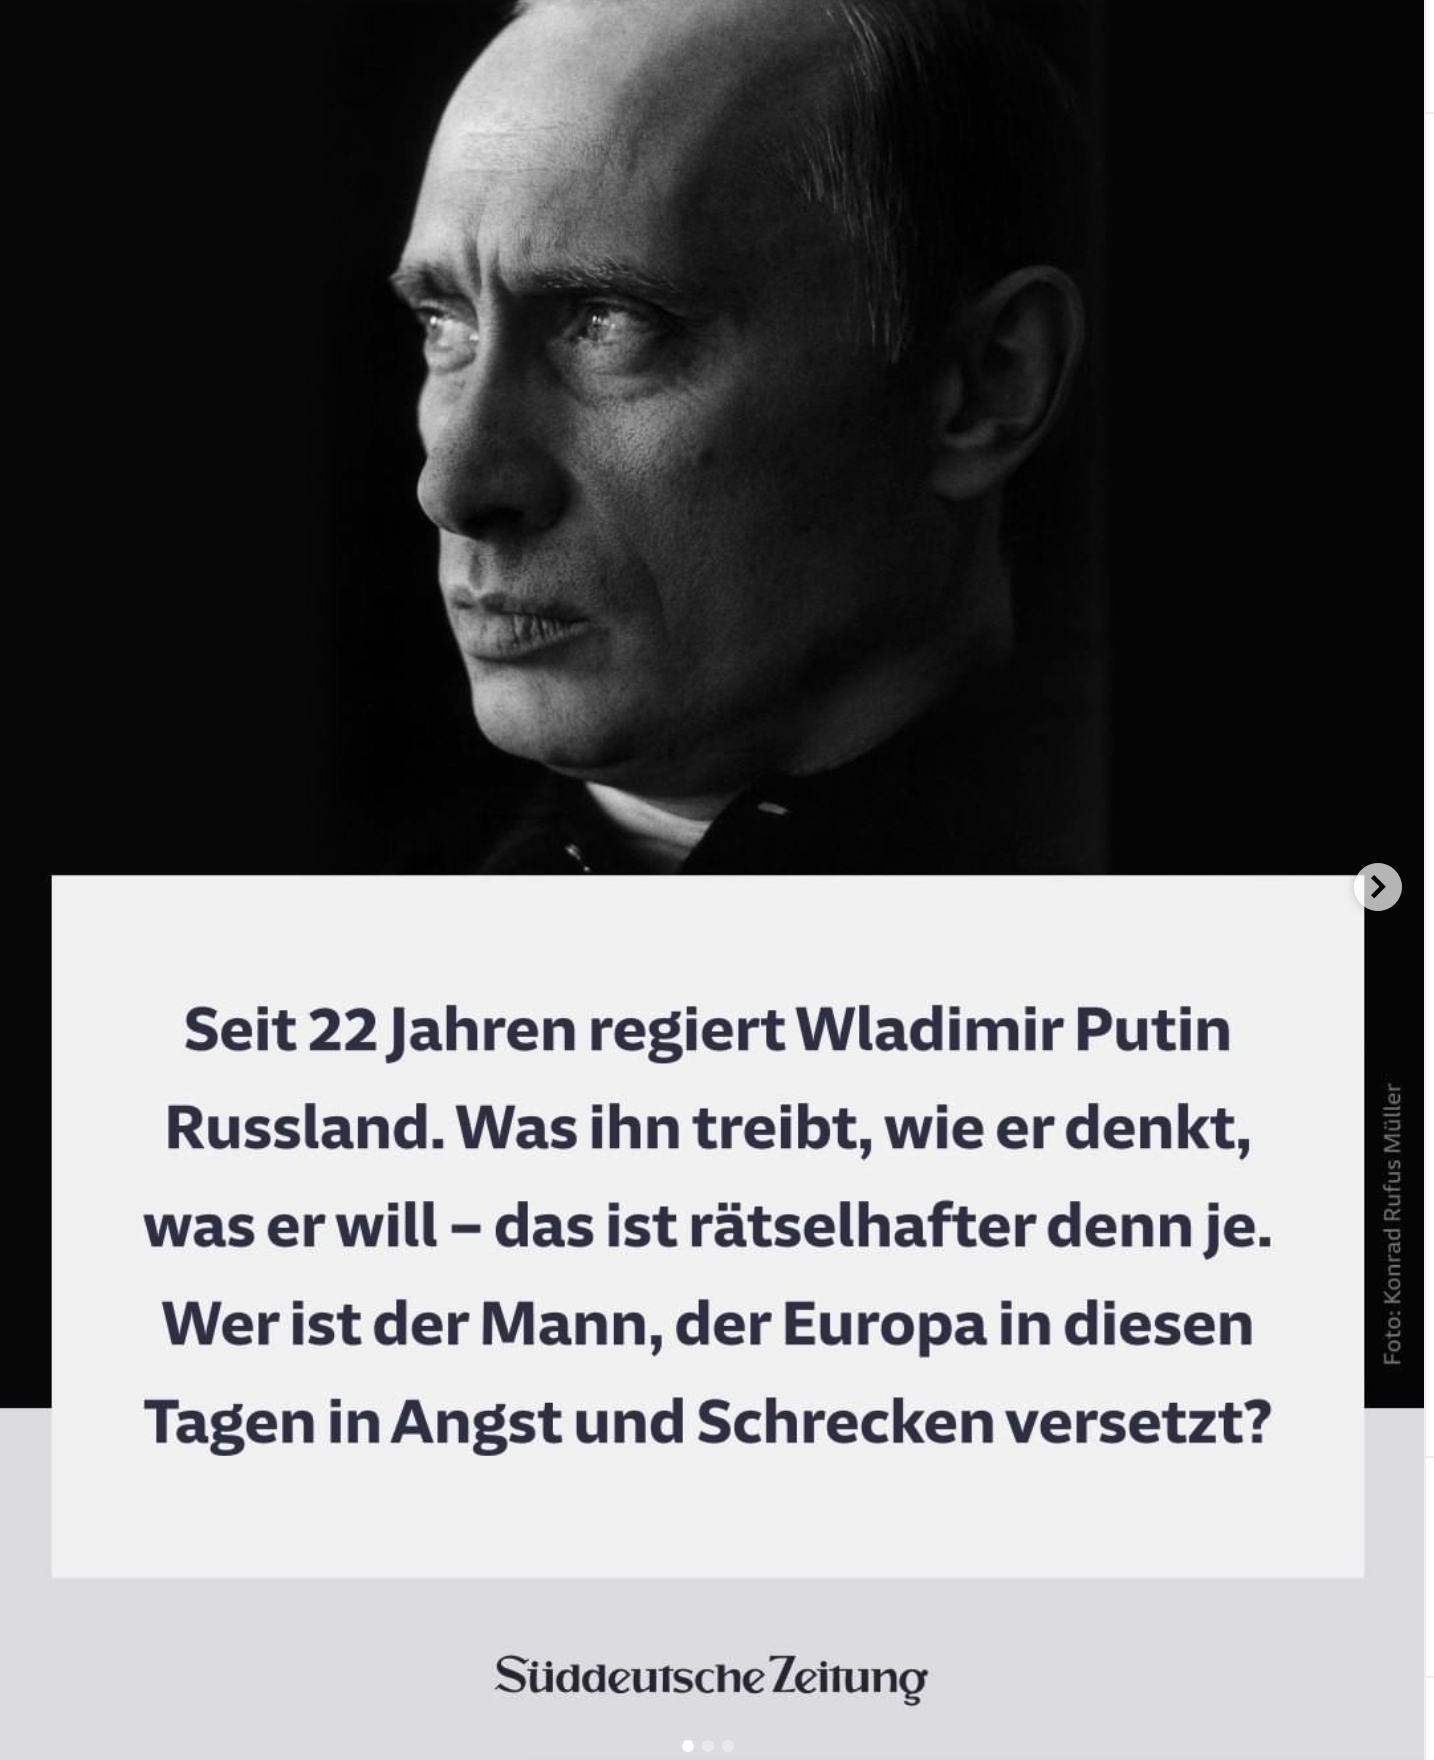 Seit 22 Jahren regiert Wladimir Putin
Russland. Was ihn treibt, wie er denkt,
was er will – das ist rätselhafter denn je.
Wer ist der Mann, der Europa in diesen
Tagen in Angst und Schrecken versetzt?
Foto: Konrad Rufus Müller
Süddeutsche Zeitung